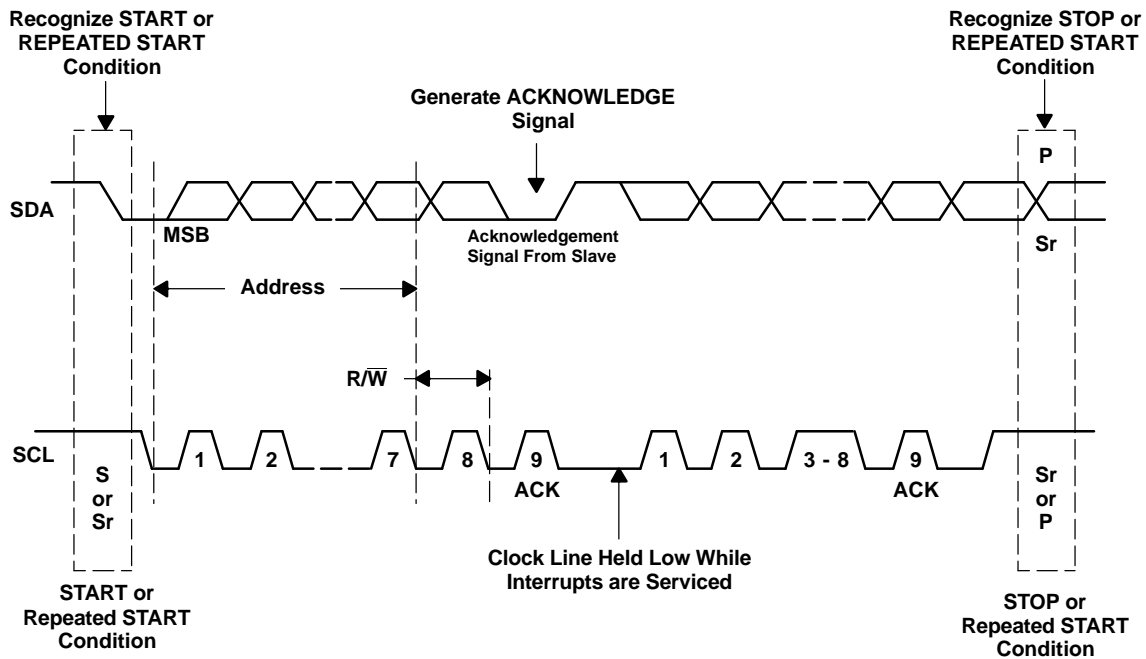 Recognize START or
REPEATED START
Condition
Recognize STOP or
REPEATED START
Condition
Generate ACKNOWLEDGE
Signal
P
SDA
MSB
Acknowledgement
Signal From Slave
Sr
Address
R/W̅
SCL
1
2
7
8
9
1
2
3 - 8
9
ACK
ACK
S
or
Sr
Sr
or
P
Clock Line Held Low While
Interrupts are Serviced
START or
Repeated START
Condition
STOP or
Repeated START
Condition